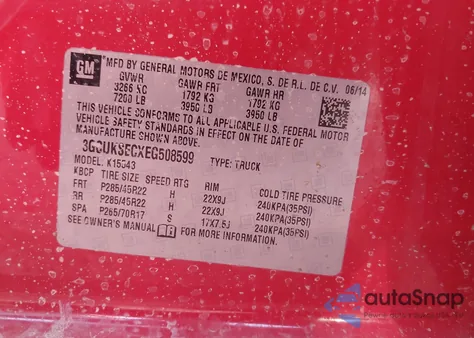 GM
MFD BY GENERAL MOTORS DE MEXICO, S. DE R.L. DE C.V. 06/14
GVWR GAWR FRT GAWR RR
3266 KG 1792 KG 1792 KG
7200 LB 3950 LB 3950 LB
THIS VEHICLE CONFORMS TO ALL APPLICABLE U.S. FEDERAL MOTOR
VEHICLE SAFETY STANDARDS IN EFFECT ON THE DATE OF
MANUFACTURE SHOWN ABOVE.
3GCUKSECXEG508599 TYPE: TRUCK
MODEL: K15543
KBCP TIRE SIZE SPEED RTG RIM COLD TIRE PRESSURE
FRT P285/45R22 H 22X9J 240KPA(35PSI)
RR P285/45R22 H 22X9J 240KPA(35PSI)
SPA P265/70R17 S 17X7.5J 240KPA(35PSI)
SEE OWNER'S MANUAL FOR MORE INFORMATION.
autoSnap